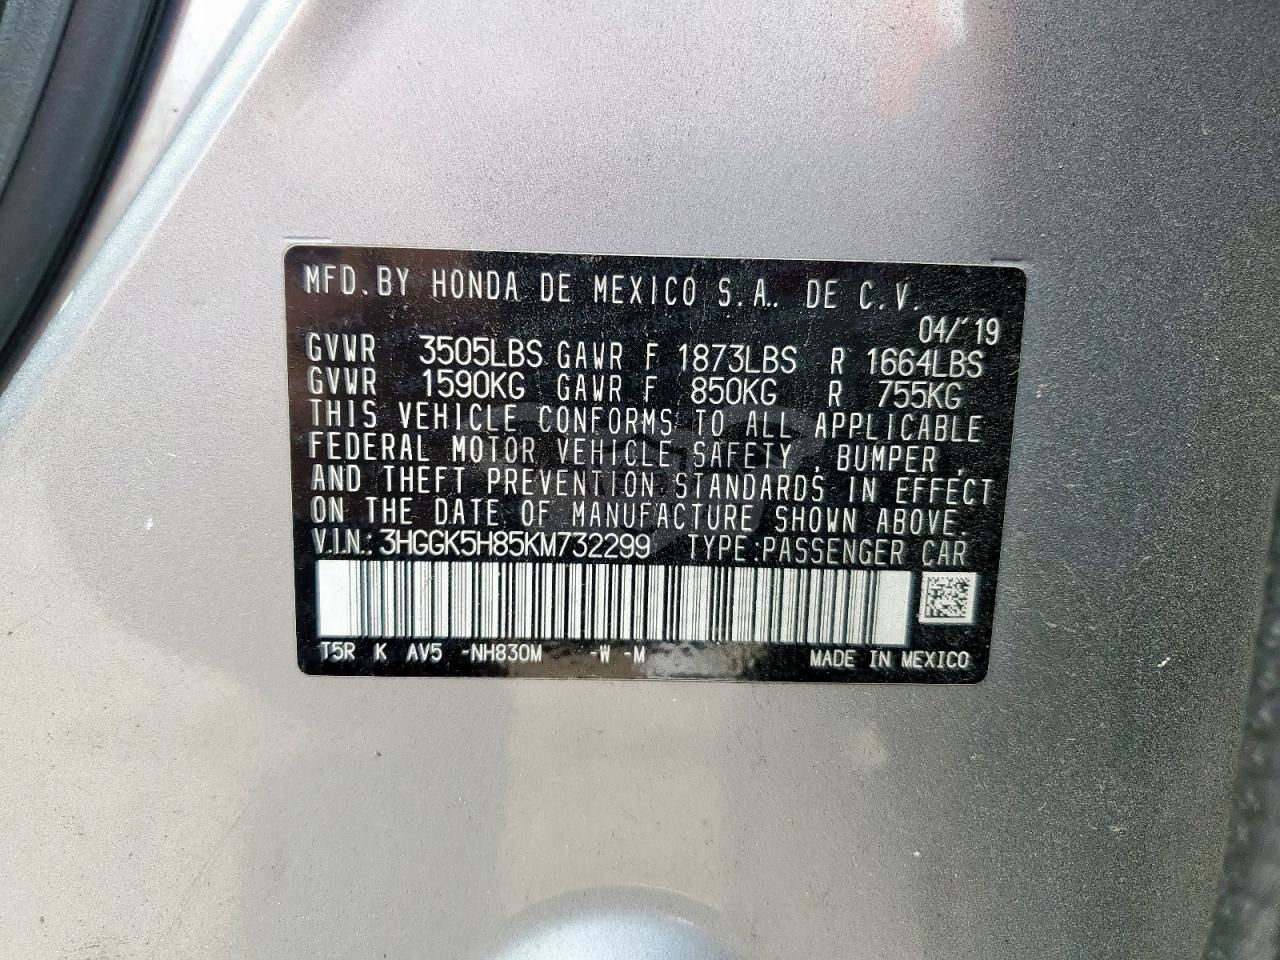 MFD. BY HONDA DE MEXICO S.A. DE C.V.
04/'19
GVWR 3505LBS GAWR F 1873LBS R 1664LBS
GVWR 1590KG GAWR F 850KG R 755KG
THIS VEHICLE CONFORMS TO ALL APPLICABLE
FEDERAL MOTOR VEHICLE SAFETY , BUMPER ,
AND THEFT PREVENTION STANDARDS IN EFFECT
ON THE DATE OF MANUFACTURE SHOWN ABOVE.
V.I.N.: 3HGGK5H85KM732299 TYPE:PASSENGER CAR
T5R K AV5 -NH830M -W -M MADE IN MEXICO